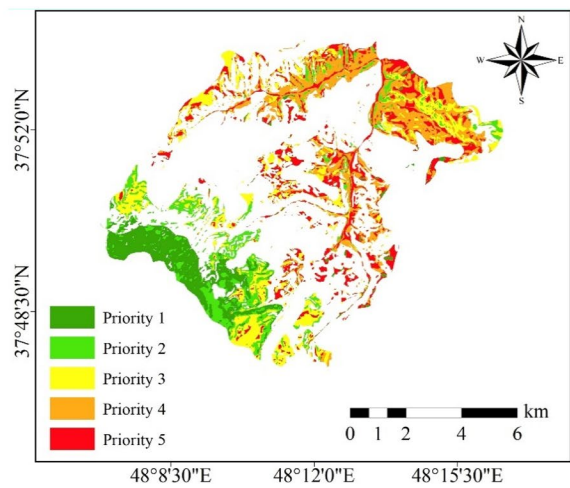 N
W E
S
37°52'0"N
37°48'30"N
Priority 1
Priority 2
Priority 3
Priority 4
Priority 5
km
0 1 2 4 6
48°8'30"E 48°12'0"E 48°15'30"E